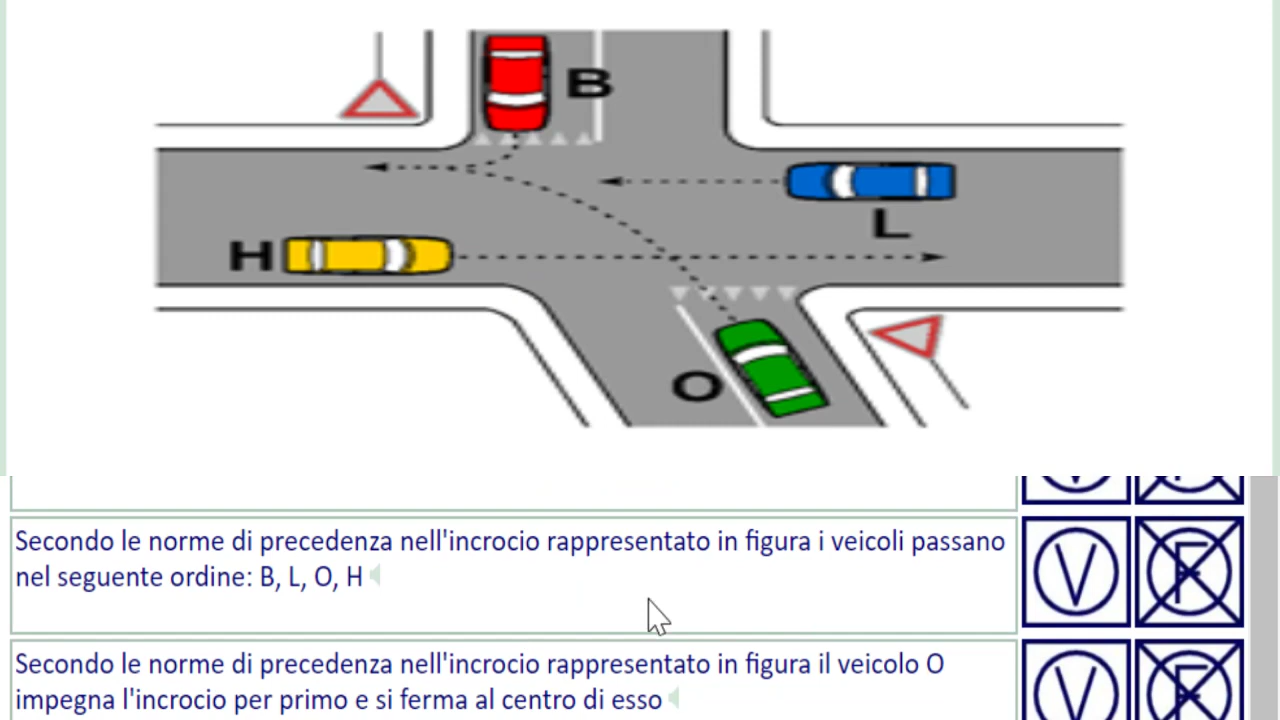 B
L
H
O
V F
Secondo le norme di precedenza nell'incrocio rappresentato in figura i veicoli passano
nel seguente ordine: B, L, O, H
V F
Secondo le norme di precedenza nell'incrocio rappresentato in figura il veicolo O
impegna l'incrocio per primo e si ferma al centro di esso
V F